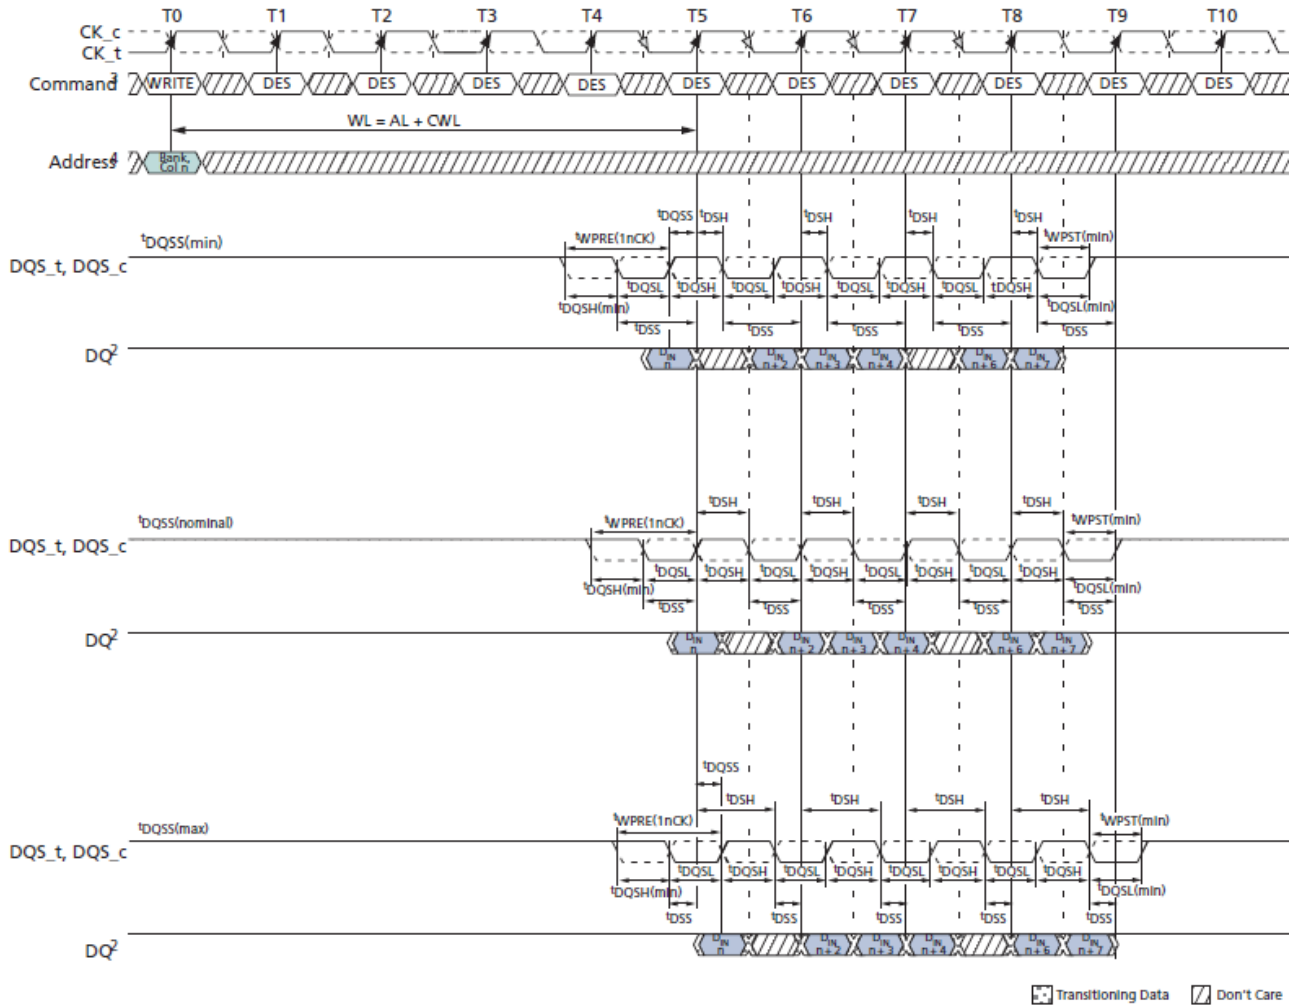 T0 T1 T2 T3 T4 T5 T6 T7 T8 T9 T10
CK_c
CK_t
Command3 WRITE DES DES DES DES DES DES DES DES DES DES
WL = AL + CWL
Address4 Bank, Col n
tDQSS tDSH tDSH tDSH tDSH
tDQSS(min) tWPRE(1nCK) tWPST(min)
DQS_t, DQS_c
tDQSL tDQSH tDQSL tDQSH tDQSL tDQSH tDQSL tDQSH
tDQSH(min) tDQSL(min)
tDSS tDSS tDSS tDSS tDSS
DQ2 DIN n DIN n+2 DIN n+3 DIN n+4 DIN n+6 DIN n+7
tDSH tDSH tDSH tDSH
tDQSS(nominal) tWPRE(1nCK) tWPST(min)
DQS_t, DQS_c
tDQSL tDQSH tDQSL tDQSH tDQSL tDQSH tDQSL tDQSH
tDQSH(min) tDQSL(min)
tDSS tDSS tDSS tDSS tDSS
DQ2 DIN n DIN n+2 DIN n+3 DIN n+4 DIN n+6 DIN n+7
tDQSS
tDSH tDSH tDSH tDSH
tDQSS(max) tWPRE(1nCK) tWPST(min)
DQS_t, DQS_c
tDQSL tDQSH tDQSL tDQSH tDQSL tDQSH tDQSL tDQSH
tDQSH(min) tDQSL(min)
tDSS tDSS tDSS tDSS tDSS
DQ2 DIN n DIN n+2 DIN n+3 DIN n+4 DIN n+6 DIN n+7
Transitioning Data Don't Care